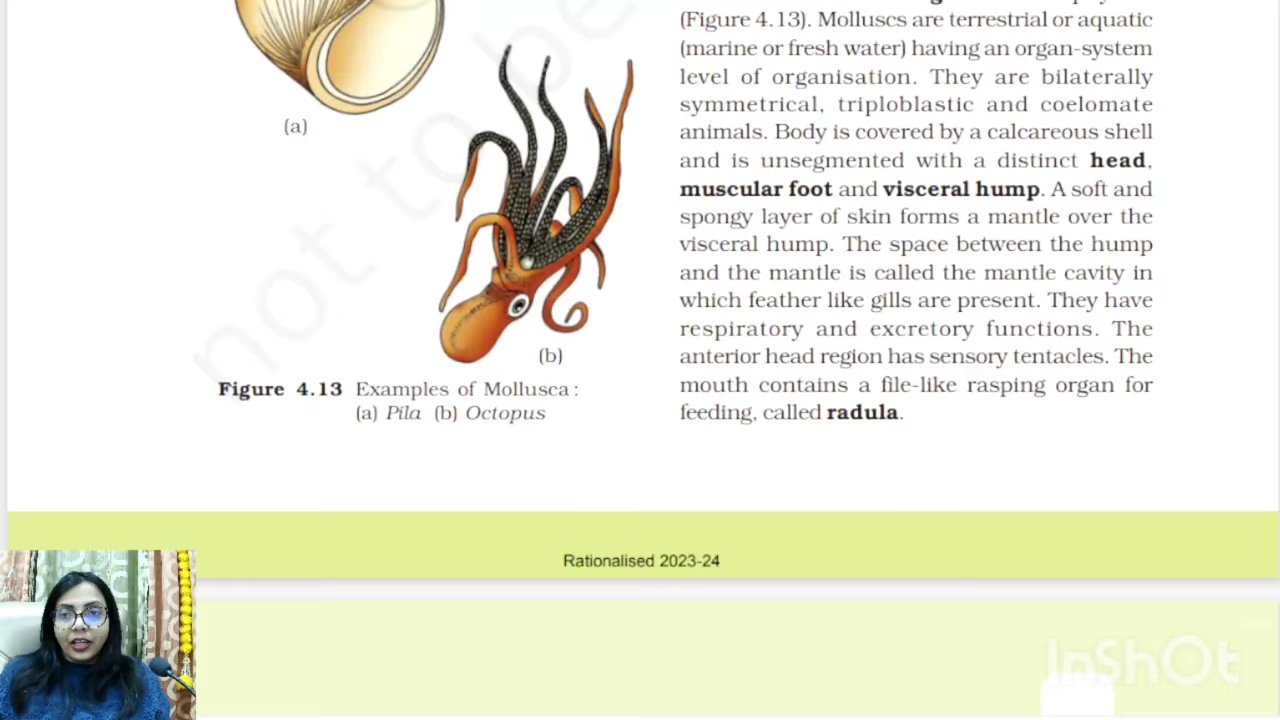 (Figure 4.13). Molluscs are terrestrial or aquatic
(marine or fresh water) having an organ-system
level of organisation. They are bilaterally
symmetrical, triploblastic and coelomate
animals. Body is covered by a calcareous shell
and is unsegmented with a distinct head,
muscular foot and visceral hump. A soft and
spongy layer of skin forms a mantle over the
visceral hump. The space between the hump
and the mantle is called the mantle cavity in
which feather like gills are present. They have
respiratory and excretory functions. The
anterior head region has sensory tentacles. The
mouth contains a file-like rasping organ for
feeding, called radula.
(a)
(b)
Figure 4.13 Examples of Mollusca :
(a) Pila (b) Octopus
not to be
Rationalised 2023-24
InShOt